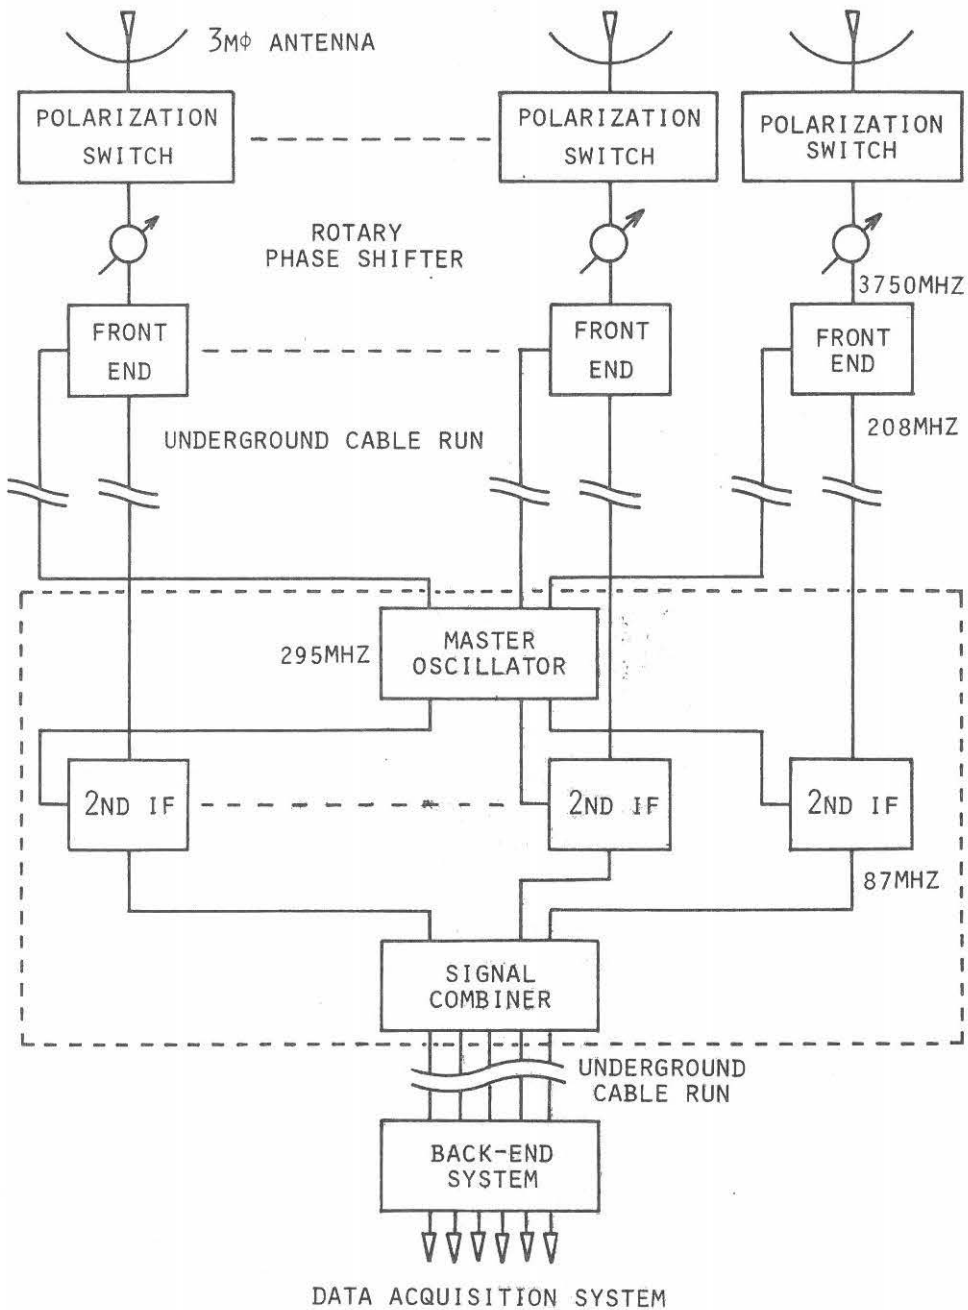 3Mφ ANTENNA
POLARIZATION
SWITCH
POLARIZATION
SWITCH
POLARIZATION
SWITCH
ROTARY
PHASE SHIFTER
3750MHZ
FRONT
END
FRONT
END
FRONT
END
UNDERGROUND CABLE RUN
208MHZ
295MHZ
MASTER
OSCILLATOR
2ND IF
2ND IF
2ND IF
87MHZ
SIGNAL
COMBINER
UNDERGROUND
CABLE RUN
BACK-END
SYSTEM
DATA ACQUISITION SYSTEM